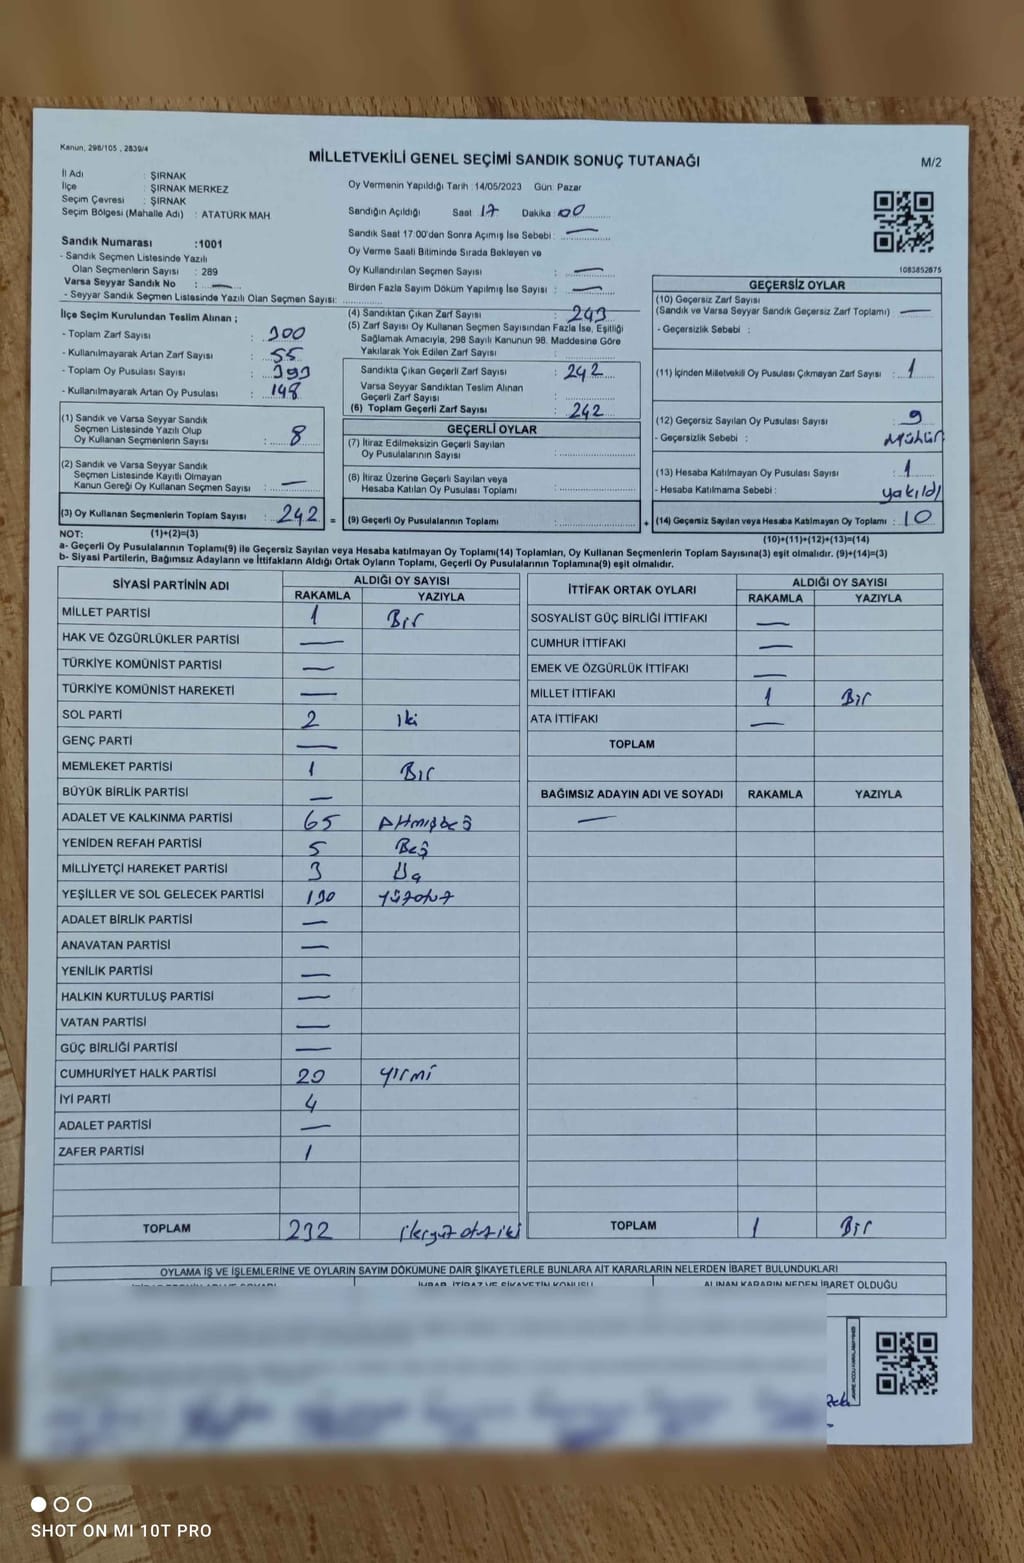 Kanun, 298/105 , 2839/4
MİLLETVEKİLİ GENEL SEÇİMİ SANDIK SONUÇ TUTANAĞI
M/2
İl Adı : ŞIRNAK
İlçe : ŞIRNAK MERKEZ
Seçim Çevresi : ŞIRNAK
Seçim Bölgesi (Mahalle Adı) : ATATÜRK MAH
Sandık Numarası :1001
- Sandık Seçmen Listesinde Yazılı
Olan Seçmenlerin Sayısı : 289
Varsa Seyyar Sandık No : —
- Seyyar Sandık Seçmen Listesinde Yazılı Olan Seçmen Sayısı:
Oy Vermenin Yapıldığı Tarih : 14/05/2023 Gün: Pazar
Sandığın Açıldığı Saat 17 Dakika : 00
Sandık Saat 17:00'den Sonra Açımış İse Sebebi : —
Oy Verme Saati Bitiminde Sırada Bekleyen ve
Oy Kullandırılan Seçmen Sayısı : —
Birden Fazla Sayım Döküm Yapılmış İse Sayısı : —
1083852875
İlçe Seçim Kurulundan Teslim Alınan ;
- Toplam Zarf Sayısı : 300
- Kullanılmayarak Artan Zarf Sayısı : 55
- Toplam Oy Pusulası Sayısı : 393
- Kullanılmayarak Artan Oy Pusulası : 148
(1) Sandık ve Varsa Seyyar Sandık
Seçmen Listesinde Yazılı Olup
Oy Kullanan Seçmenlerin Sayısı : 8
(2) Sandık ve Varsa Seyyar Sandık
Seçmen Listesinde Kayıtlı Olmayan
Kanun Gereği Oy Kullanan Seçmen Sayısı : —
(3) Oy Kullanan Seçmenlerin Toplam Sayısı : 242 =
(4) Sandıktan Çıkan Zarf Sayısı : 243
(5) Zarf Sayısı Oy Kullanan Seçmen Sayısından Fazla İse, Eşitliği
Sağlamak Amacıyla, 298 Sayılı Kanunun 98. Maddesine Göre
Yakılarak Yok Edilen Zarf Sayısı :
Sandıkta Çıkan Geçerli Zarf Sayısı : 242
Varsa Seyyar Sandıktan Teslim Alınan
Geçerli Zarf Sayısı :
(6) Toplam Geçerli Zarf Sayısı : 242
GEÇERLİ OYLAR
(7) İtiraz Edilmeksizin Geçerli Sayılan
Oy Pusulalarının Sayısı :
(8) İtiraz Üzerine Geçerli Sayılan veya
Hesaba Katılan Oy Pusulası Toplamı :
(9) Geçerli Oy Pusulalarının Toplamı : +
GEÇERSİZ OYLAR
(10) Geçersiz Zarf Sayısı
(Sandık ve Varsa Seyyar Sandık Geçersiz Zarf Toplamı) —
- Geçersizlik Sebebi :
(11) İçinden Milletvekili Oy Pusulası Çıkmayan Zarf Sayısı : 1
(12) Geçersiz Sayılan Oy Pusulası Sayısı : 9
- Geçersizlik Sebebi : Mühür
(13) Hesaba Katılmayan Oy Pusulası Sayısı : 1
- Hesaba Katılmama Sebebi : yakıldı
(14) Geçersiz Sayılan veya Hesaba Katılmayan Oy Toplamı : 10
NOT: (1)+(2)=(3)
(10)+(11)+(12)+(13)=(14)
a- Geçerli Oy Pusulalarının Toplamı(9) ile Geçersiz Sayılan veya Hesaba katılmayan Oy Toplamı(14) Toplamları, Oy Kullanan Seçmenlerin Toplam Sayısına(3) eşit olmalıdır. (9)+(14)=(3)
b- Siyasi Partilerin, Bağımsız Adayların ve İttifakların Aldığı Ortak Oyların Toplamı, Geçerli Oy Pusulalarının Toplamına(9) eşit olmalıdır.
SİYASİ PARTİNİN ADI ALDIĞI OY SAYISI
RAKAMLA YAZIYLA
MİLLET PARTİSİ 1 Bir
HAK VE ÖZGÜRLÜKLER PARTİSİ —
TÜRKİYE KOMÜNİST PARTİSİ —
TÜRKİYE KOMÜNİST HAREKETİ —
SOL PARTİ 2 iki
GENÇ PARTİ —
MEMLEKET PARTİSİ 1 Bir
BÜYÜK BİRLİK PARTİSİ —
ADALET VE KALKINMA PARTİSİ 65 Altmışbeş
YENİDEN REFAH PARTİSİ 5 Beş
MİLLİYETÇİ HAREKET PARTİSİ 3 Üç
YEŞİLLER VE SOL GELECEK PARTİSİ 130 Yüzotuz
ADALET BİRLİK PARTİSİ —
ANAVATAN PARTİSİ —
YENİLİK PARTİSİ —
HALKIN KURTULUŞ PARTİSİ —
VATAN PARTİSİ —
GÜÇ BİRLİĞİ PARTİSİ —
CUMHURİYET HALK PARTİSİ 20 yirmi
İYİ PARTİ 4
ADALET PARTİSİ —
ZAFER PARTİSİ 1
TOPLAM 232 ikiyüz otuz iki
İTTİFAK ORTAK OYLARI ALDIĞI OY SAYISI
RAKAMLA YAZIYLA
SOSYALİST GÜÇ BİRLİĞİ İTTİFAKI —
CUMHUR İTTİFAKI —
EMEK VE ÖZGÜRLÜK İTTİFAKI —
MİLLET İTTİFAKI 1 Bir
ATA İTTİFAKI —
TOPLAM
BAĞIMSIZ ADAYIN ADI VE SOYADI RAKAMLA YAZIYLA
—
TOPLAM 1 Bir
OYLAMA İŞ VE İŞLEMLERİNE VE OYLARIN SAYIM DÖKÜMÜNE DAİR ŞİKAYETLERLE BUNLARA AİT KARARLARIN NELERDEN İBARET BULUNDUKLARI
İHBAR, İTİRAZ VE ŞİKAYETİN KONUSU ALINAN KARARIN NEDEN İBARET OLDUĞU
SHOT ON MI 10T PRO